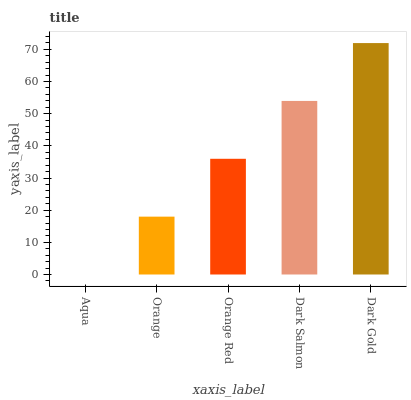 title
70
60
50
40
30
20
10
0
yaxis_label
Aqua
Orange
Orange Red
Dark Salmon
Dark Gold
xaxis_label